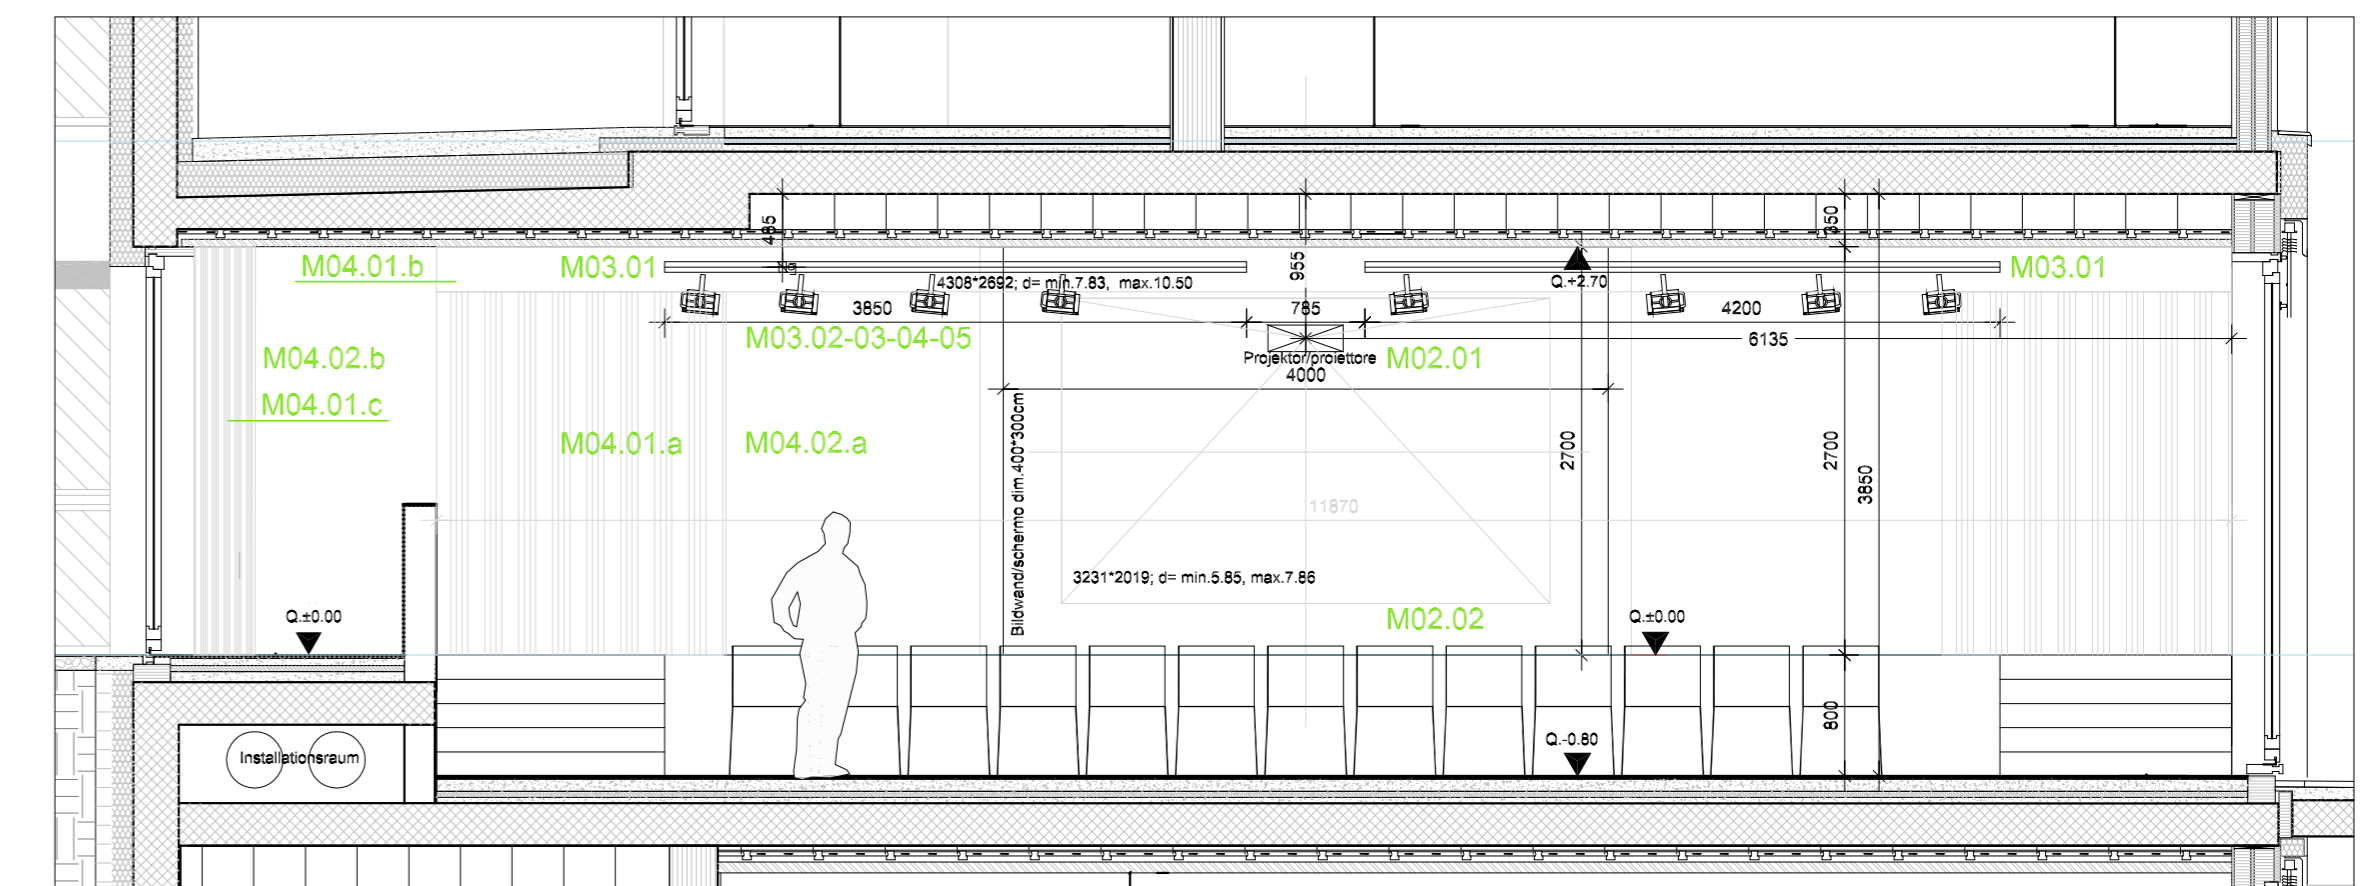 485
350
955
M04.01.b
M03.01
M03.01
4308*2692; d= min.7.83, max.10.50
Q.+2.70
3850
785
4200
M03.02-03-04-05
6135
Projektor/proiettore
M02.01
M04.02.b
4000
M04.01.c
M04.01.a
M04.02.a
Bildwand/schermo dim.400*300cm
2700
2700
3850
11870
3231*2019; d= min.5.85, max.7.86
Q.±0.00
M02.02
Q.±0.00
800
Q.-0.80
Installationsraum